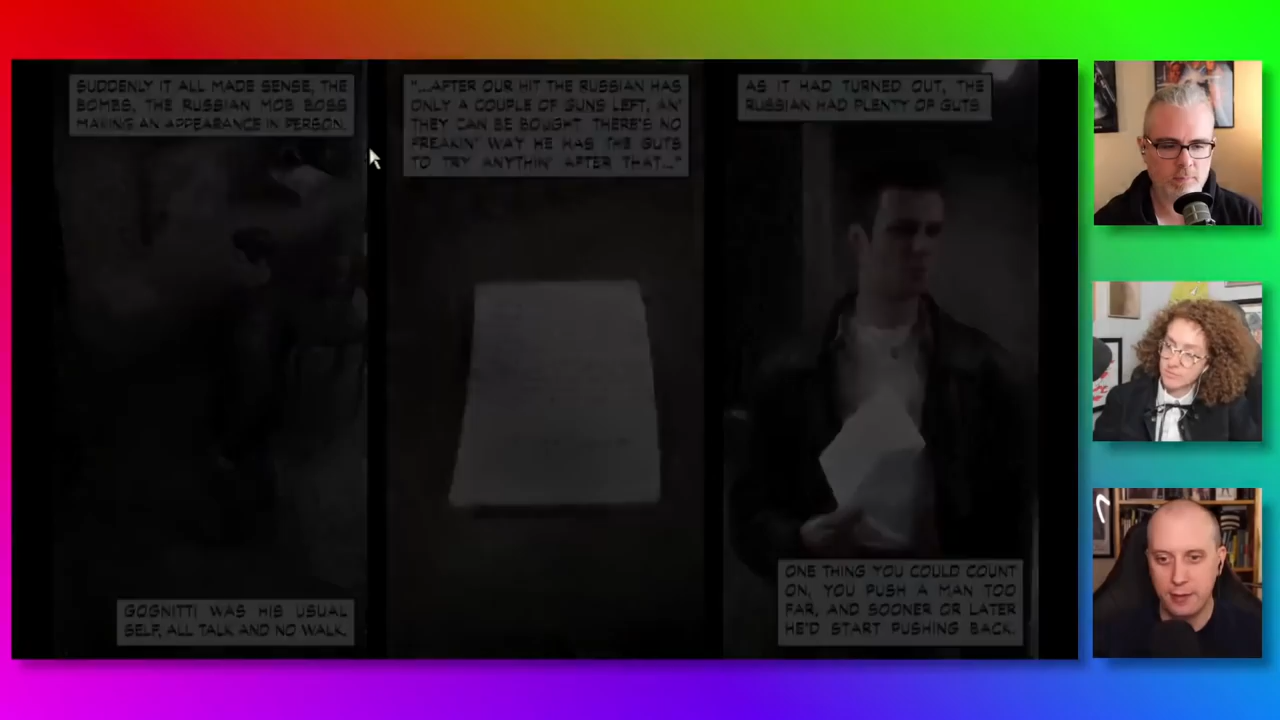 SUDDENLY IT ALL MADE SENSE, THE
BOMBS, THE RUSSIAN MOB BOSS
MAKING AN APPEARANCE IN PERSON.
GOGNITTI WAS HIS USUAL
SELF, ALL TALK AND NO WALK.
"...AFTER OUR HIT THE RUSSIAN HAS
ONLY A COUPLE OF GUNS LEFT, AN'
THEY CAN BE BOUGHT. THERE'S NO
FREAKIN' WAY HE HAS THE GUTS
TO TRY ANYTHIN' AFTER THAT..."
AS IT HAD TURNED OUT, THE
RUSSIAN HAD PLENTY OF GUTS.
ONE THING YOU COULD COUNT
ON, YOU PUSH A MAN TOO
FAR, AND SOONER OR LATER
HE'D START PUSHING BACK.